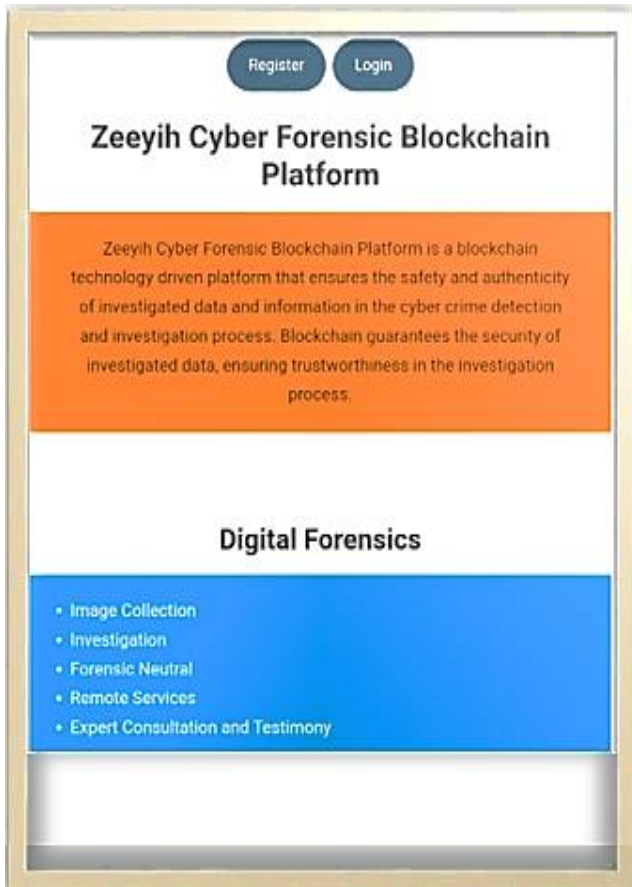 Register Login
Zeeyih Cyber Forensic Blockchain
Platform
Zeeyih Cyber Forensic Blockchain Platform is a blockchain
technology driven platform that ensures the safety and authenticity
of investigated data and information in the cyber crime detection
and investigation process. Blockchain guarantees the security of
investigated data, ensuring trustworthiness in the investigation
process.
Digital Forensics
• Image Collection
• Investigation
• Forensic Neutral
• Remote Services
• Expert Consultation and Testimony